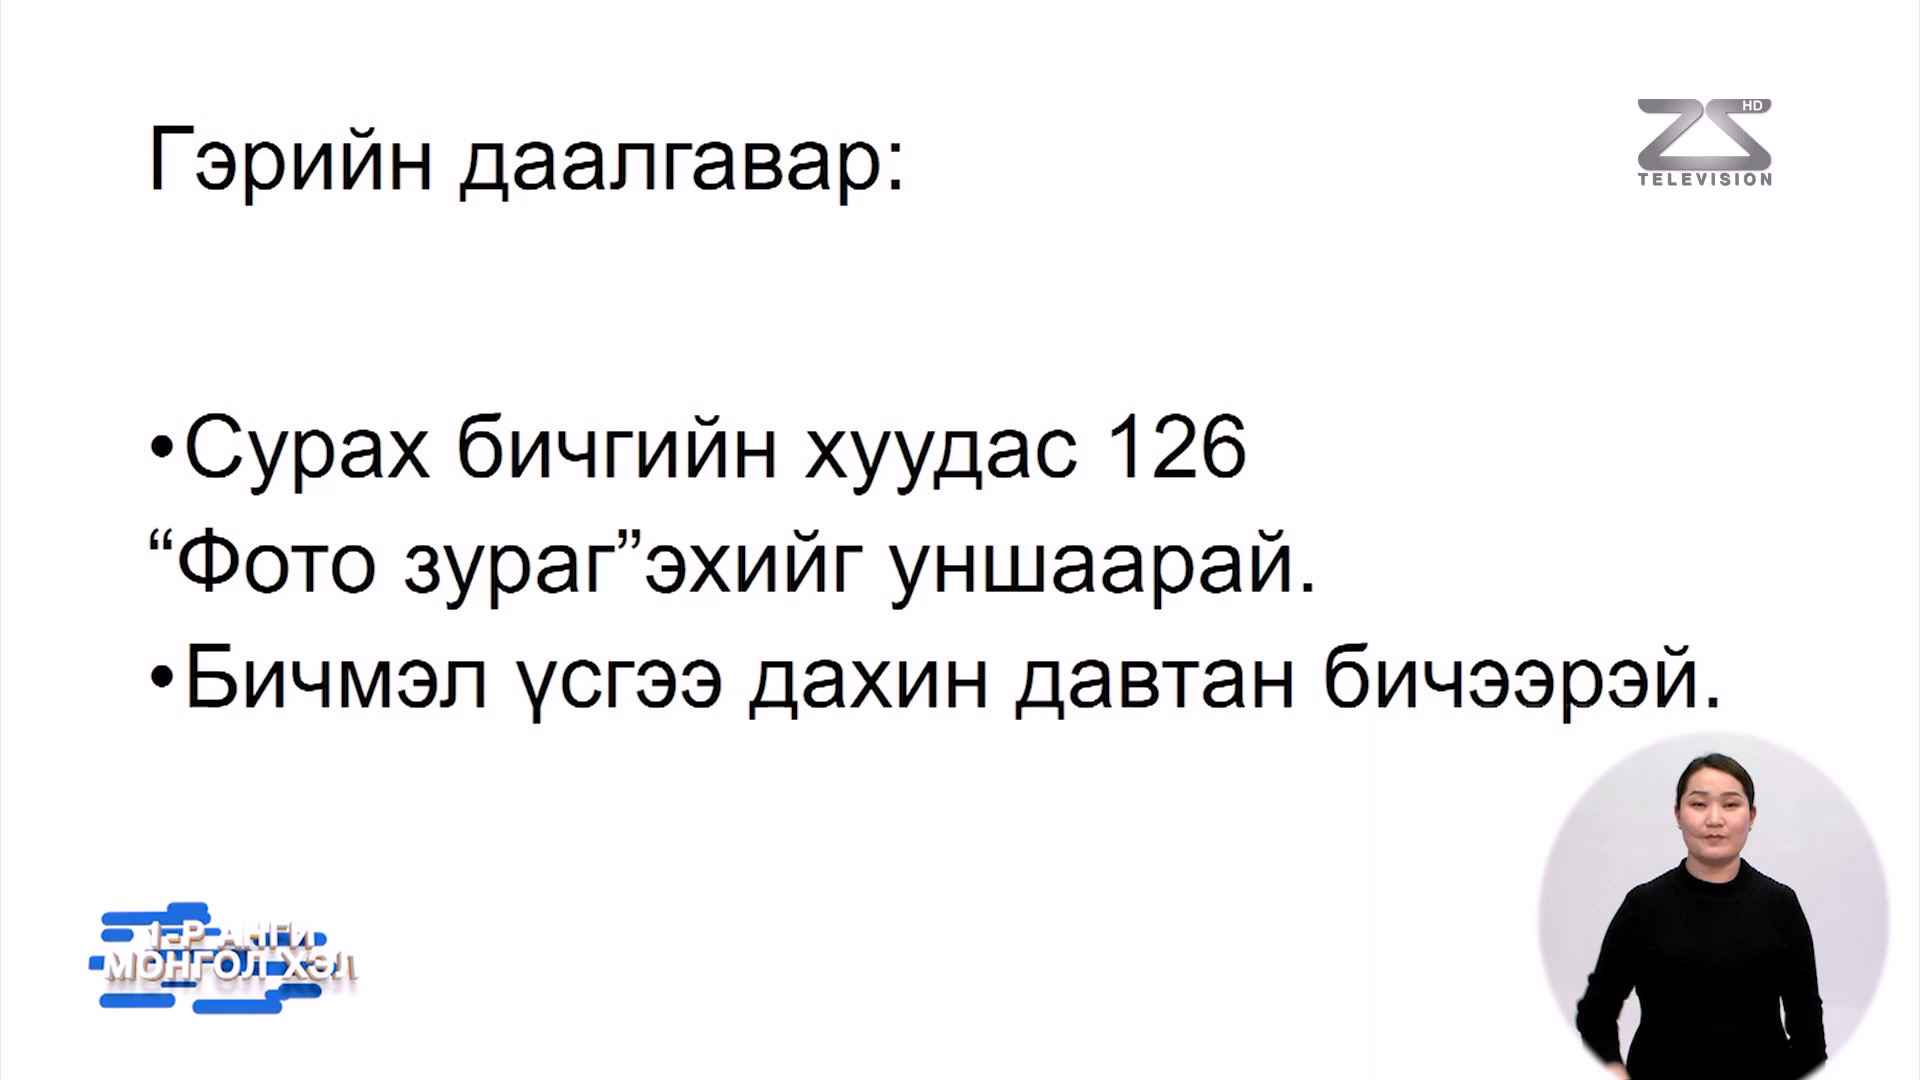 Гэрийн даалгавар:
HD
TELEVISION
•Сурах бичгийн хуудас 126
“Фото зураг”эхийг уншаарай.
•Бичмэл үсгээ дахин давтан бичээрэй.
1-Р АНГИ
МОНГОЛ ХЭЛ